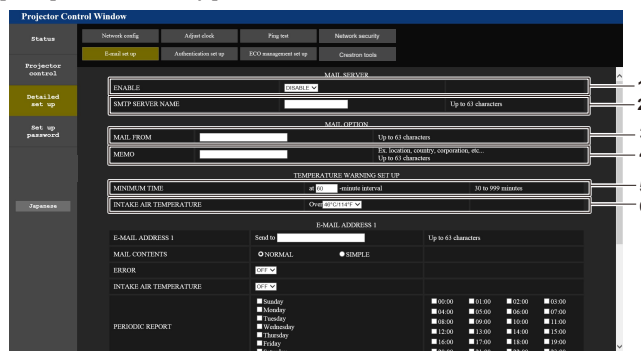 Projector Control Window
Status
Network config
Adjust clock
Ping test
Network security
E-mail set up
Authentication set up
ECO management set up
Crestron tools
Projector
control
Detailed
set up
Set up
password
Japanese
MAIL SERVER
ENABLE DISABLE
SMTP SERVER NAME Up to 63 characters
MAIL OPTION
MAIL FROM Up to 63 characters
MEMO Ex. location, country, corporation, etc...
Up to 63 characters
TEMPERATURE WARNING SET UP
MINIMUM TIME at 60 -minute interval 30 to 999 minutes
INTAKE AIR TEMPERATURE Over 46°C/114°F
E-MAIL ADDRESS 1
E-MAIL ADDRESS 1 Send to Up to 63 characters
MAIL CONTENTS NORMAL SIMPLE
ERROR OFF
INTAKE AIR TEMPERATURE OFF
PERIODIC REPORT
Sunday
Monday
Tuesday
Wednesday
Thursday
Friday
00:00 01:00 02:00 03:00
04:00 05:00 06:00 07:00
08:00 09:00 10:00 11:00
12:00 13:00 14:00 15:00
16:00 17:00 18:00 19:00